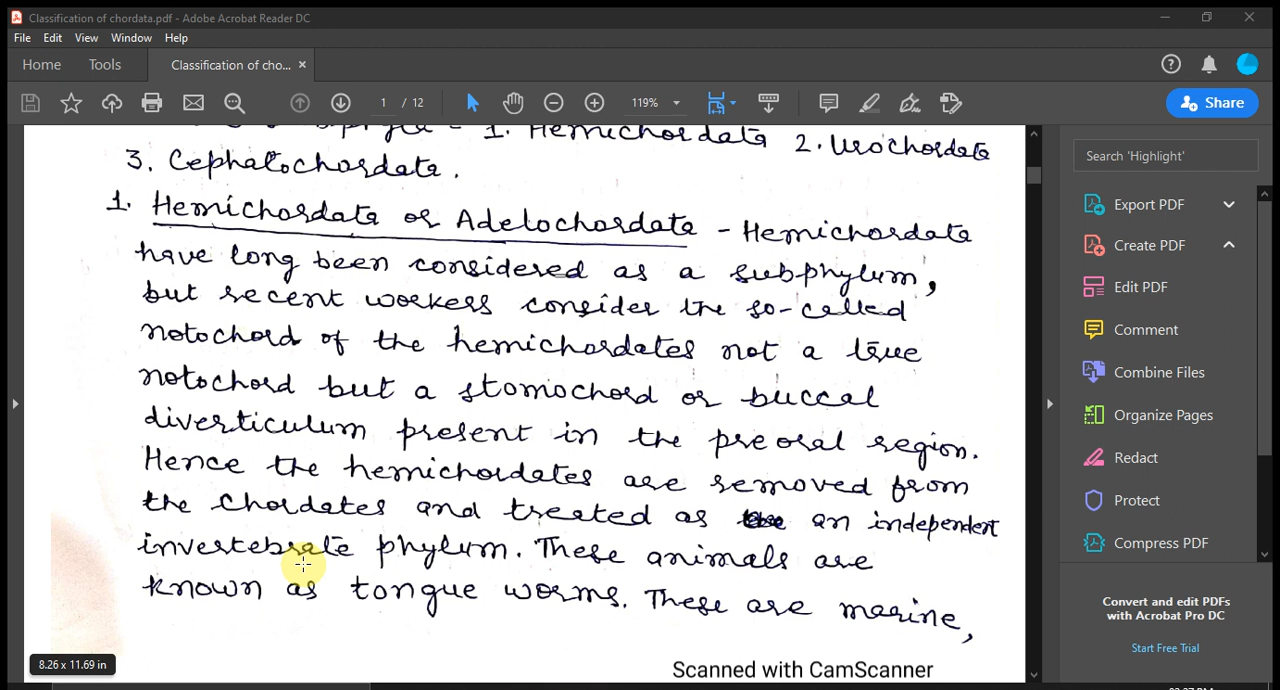 Classification of chordata.pdf - Adobe Acrobat Reader DC
File Edit View Window Help
Home Tools Classification of cho... ×
1 / 12 119% Share
1. Hemichordata 2. Urochordata
3. Cephalochordata.
1. Hemichordata or Adelochordata - Hemichordata
have long been considered as a subphylum,
but recent workers consider the so-called
notochord of the hemichordates not a true
notochord but a stomochord or buccal
diverticulum present in the preoral region.
Hence the hemichordates are removed from
the chordates and treated as an independent
invertebrate phylum. These animals are
known as tongue worms. These are marine,
8.26 x 11.69 in
Scanned with CamScanner
Search 'Highlight'
Export PDF
Create PDF
Edit PDF
Comment
Combine Files
Organize Pages
Redact
Protect
Compress PDF
Convert and edit PDFs
with Acrobat Pro DC
Start Free Trial